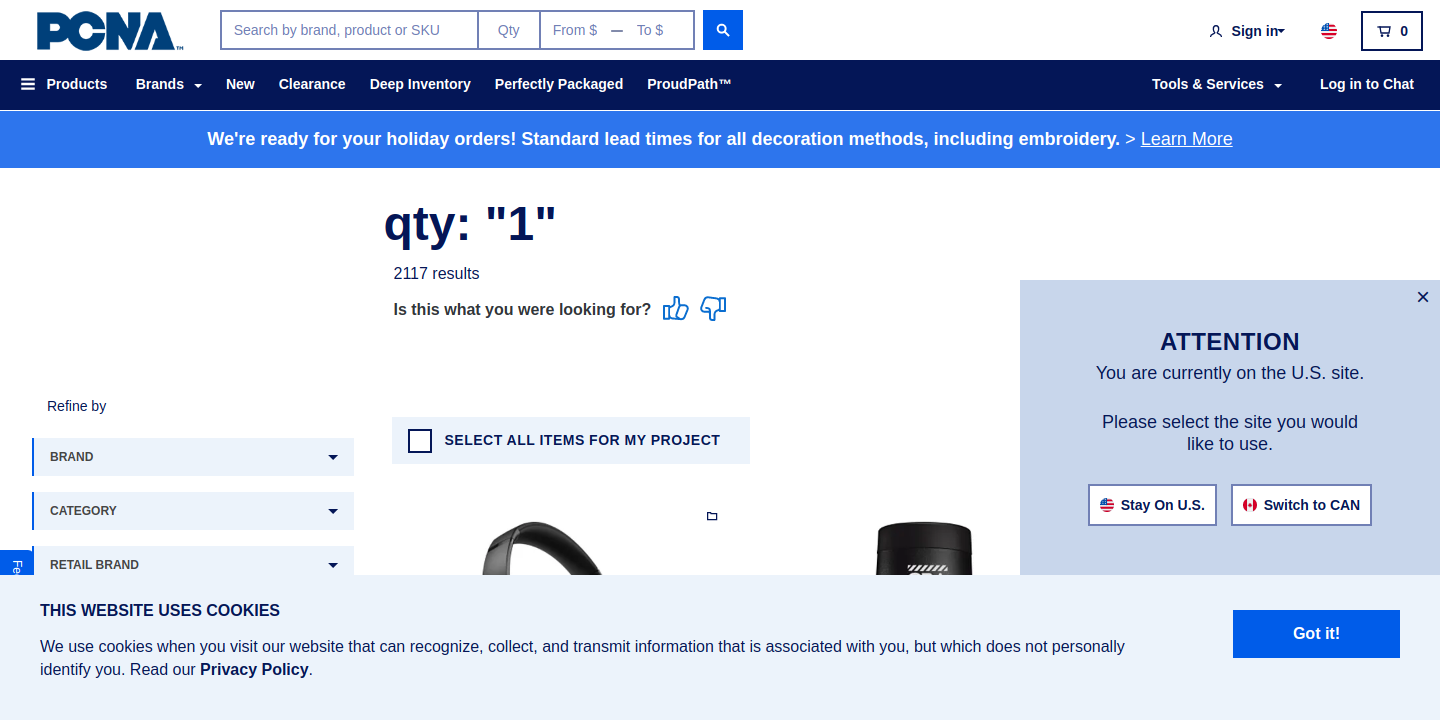 PCNA™
Search by brand, product or SKU
Qty
From $ — To $
Sign in
0
Products
Brands
New
Clearance
Deep Inventory
Perfectly Packaged
ProudPath™
Tools & Services
Log in to Chat
We're ready for your holiday orders! Standard lead times for all decoration methods, including embroidery. > Learn More
qty: "1"
2117 results
Is this what you were looking for?
×
ATTENTION
You are currently on the U.S. site.
Please select the site you would
like to use.
Stay On U.S.
Switch to CAN
Refine by
BRAND
CATEGORY
RETAIL BRAND
SELECT ALL ITEMS FOR MY PROJECT
THIS WEBSITE USES COOKIES
We use cookies when you visit our website that can recognize, collect, and transmit information that is associated with you, but which does not personally
identify you. Read our Privacy Policy.
Got it!